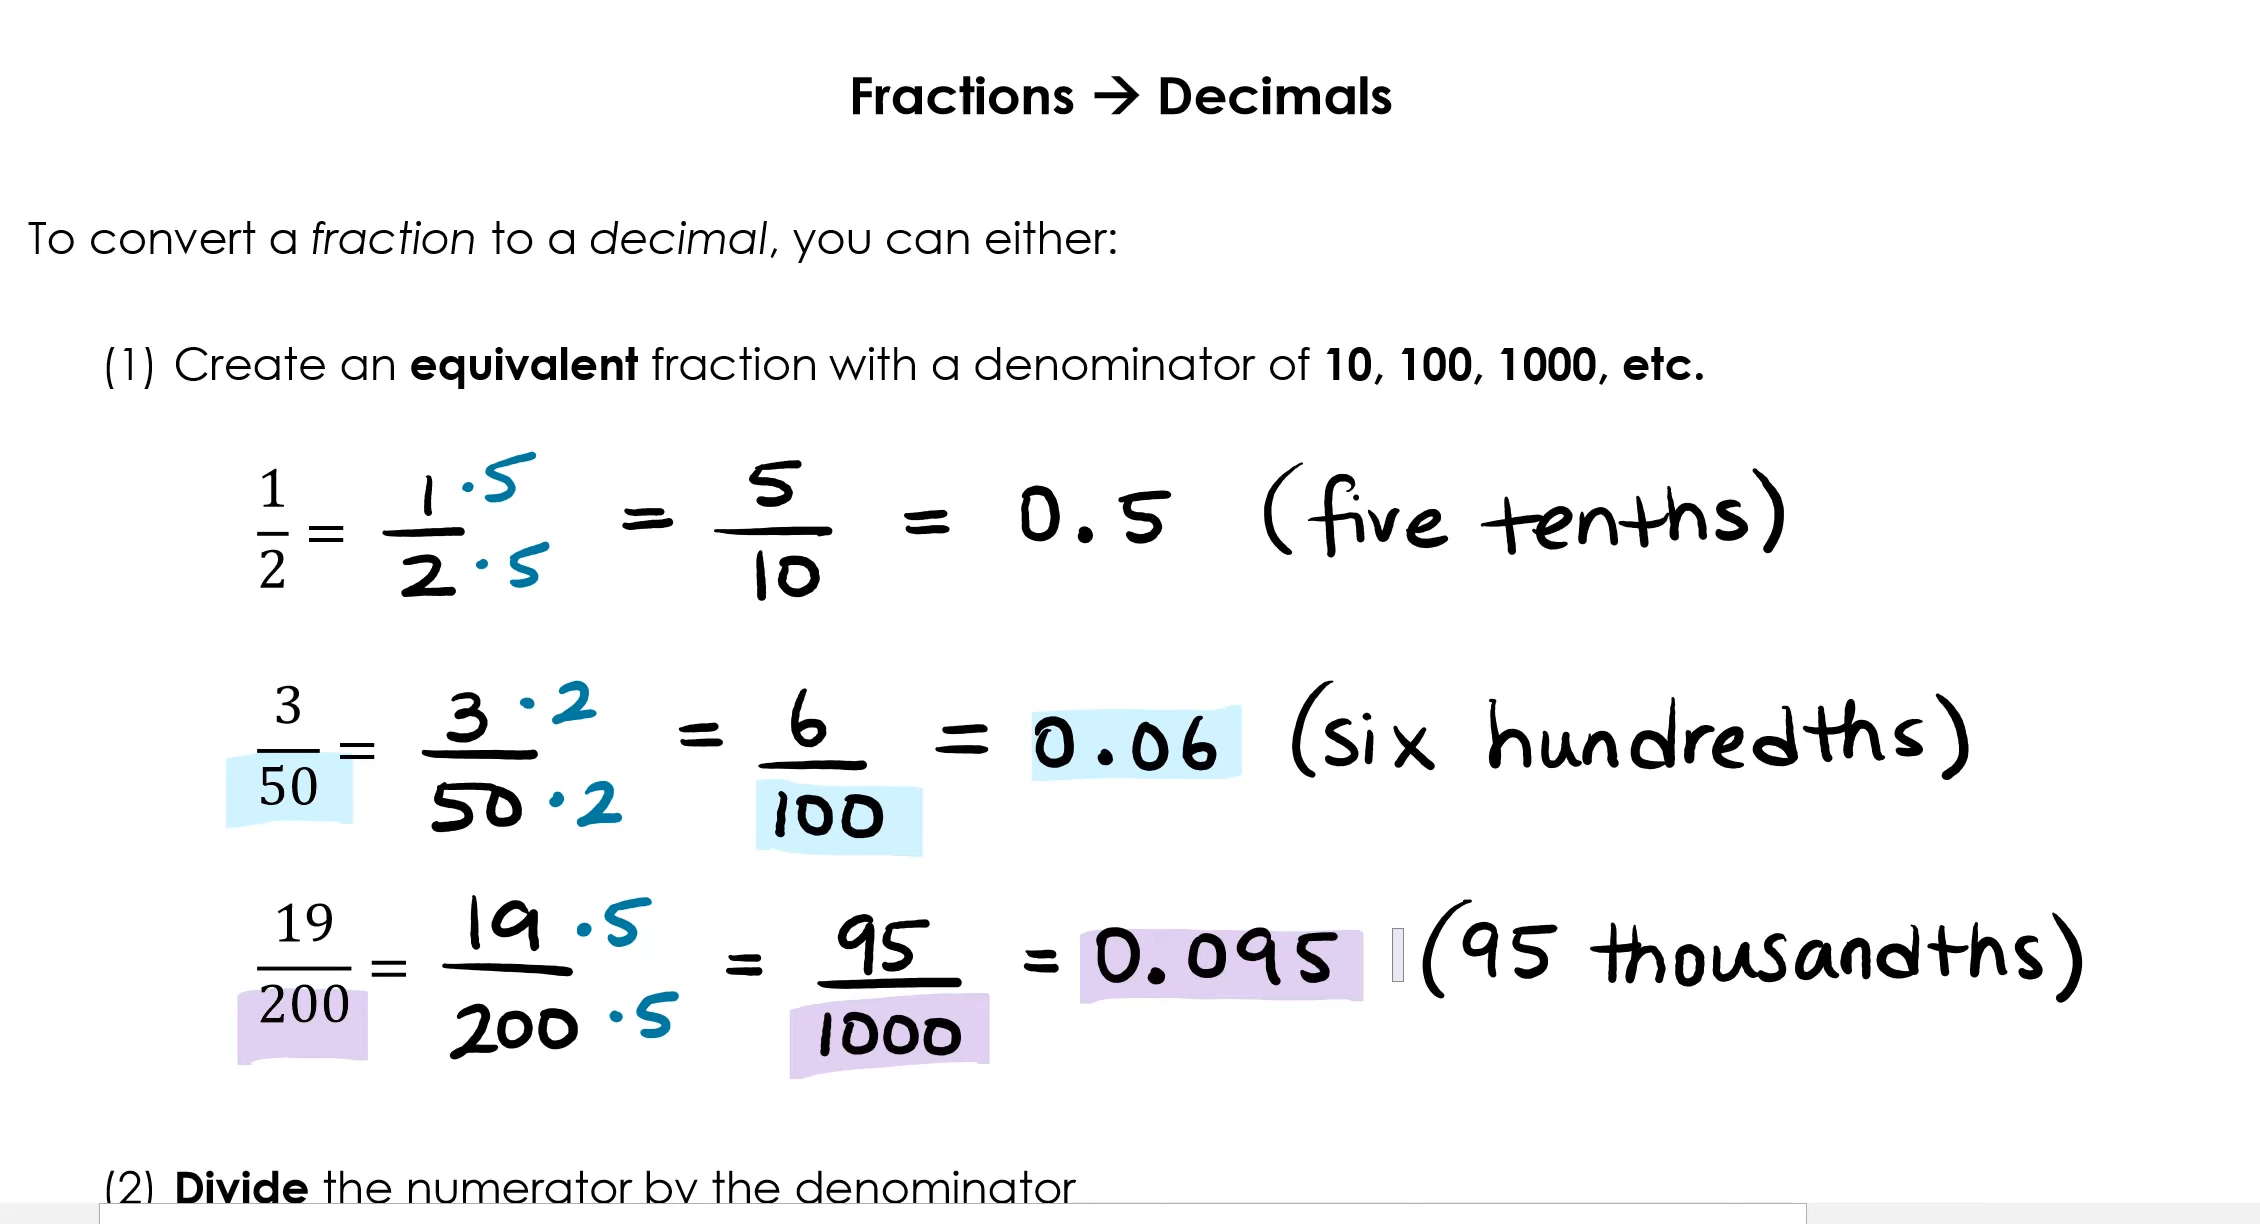 Fractions → Decimals
To convert a fraction to a decimal, you can either:
(1) Create an equivalent fraction with a denominator of 10, 100, 1000, etc.
1/2 = 1·5/2·5 = 5/10 = 0.5 (five tenths)
3/50 = 3·2/50·2 = 6/100 = 0.06 (six hundredths)
19/200 = 19·5/200·5 = 95/1000 = 0.095 (95 thousandths)
(2) Divide the numerator by the denominator